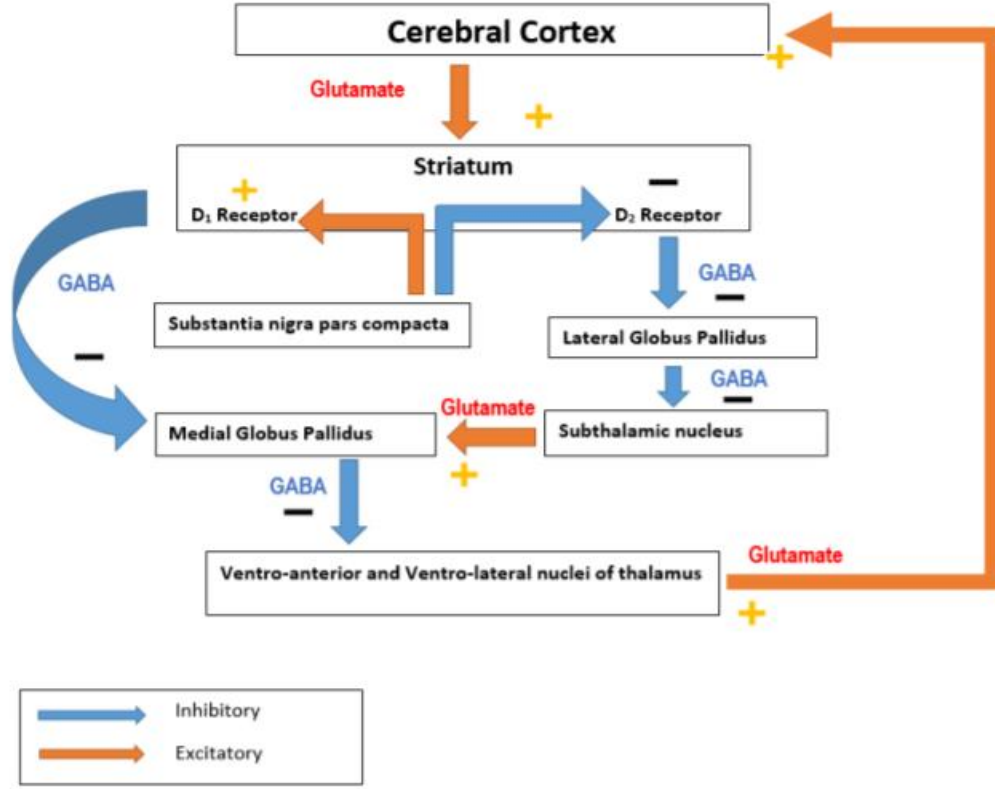 Cerebral Cortex
+
Glutamate
+
Striatum
+
−
D₁ Receptor
D₂ Receptor
GABA
GABA
−
Substantia nigra pars compacta
Lateral Globus Pallidus
−
GABA
−
Glutamate
Medial Globus Pallidus
Subthalamic nucleus
+
GABA
−
Glutamate
Ventro-anterior and Ventro-lateral nuclei of thalamus
+
Inhibitory
Excitatory